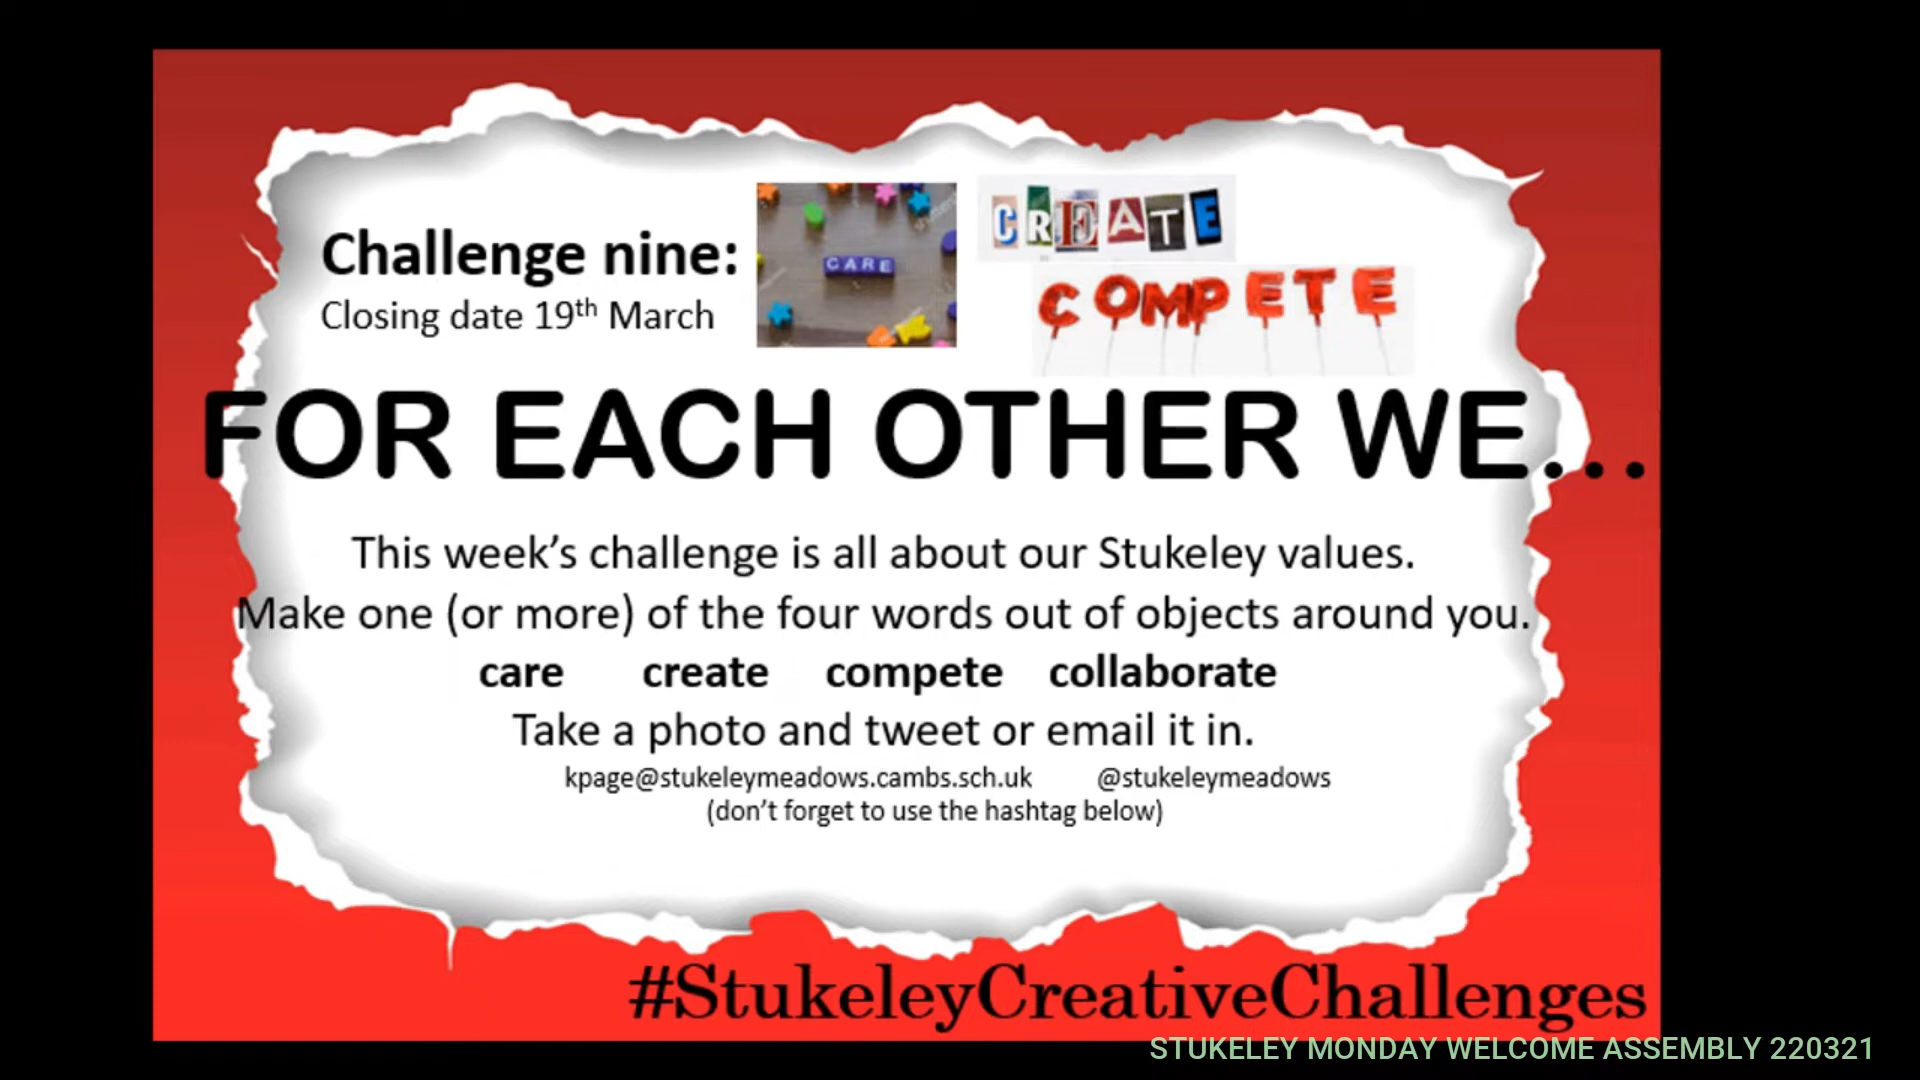 Challenge nine:
Closing date 19th March
CARE
CREATE
COMPETE
FOR EACH OTHER WE...
This week’s challenge is all about our Stukeley values.
Make one (or more) of the four words out of objects around you.
care create compete collaborate
Take a photo and tweet or email it in.
kpage@stukeleymeadows.cambs.sch.uk @stukeleymeadows
(don’t forget to use the hashtag below)
#StukeleyCreativeChallenges
STUKELEY MONDAY WELCOME ASSEMBLY 220321